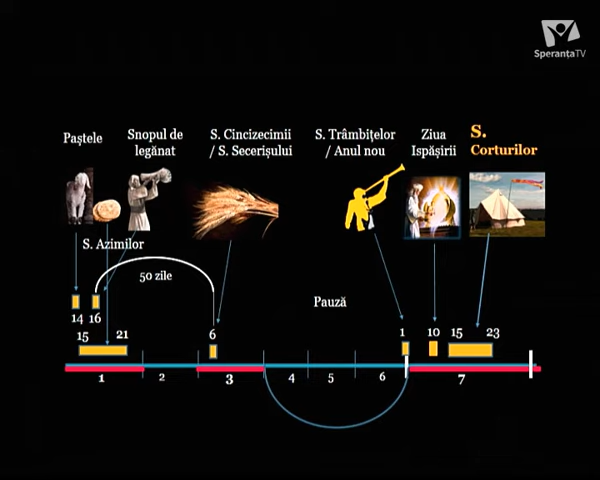 SperanțaTV
Paștele
Snopul de
legănat
S. Cincizecimii
/ S. Secerișului
S. Trâmbițelor
/ Anul nou
Ziua
Ispășirii
S.
Corturilor
S. Azimilor
50 zile
Pauză
14 16
15 21
6
1 10 15 23
1 2 3 4 5 6 7